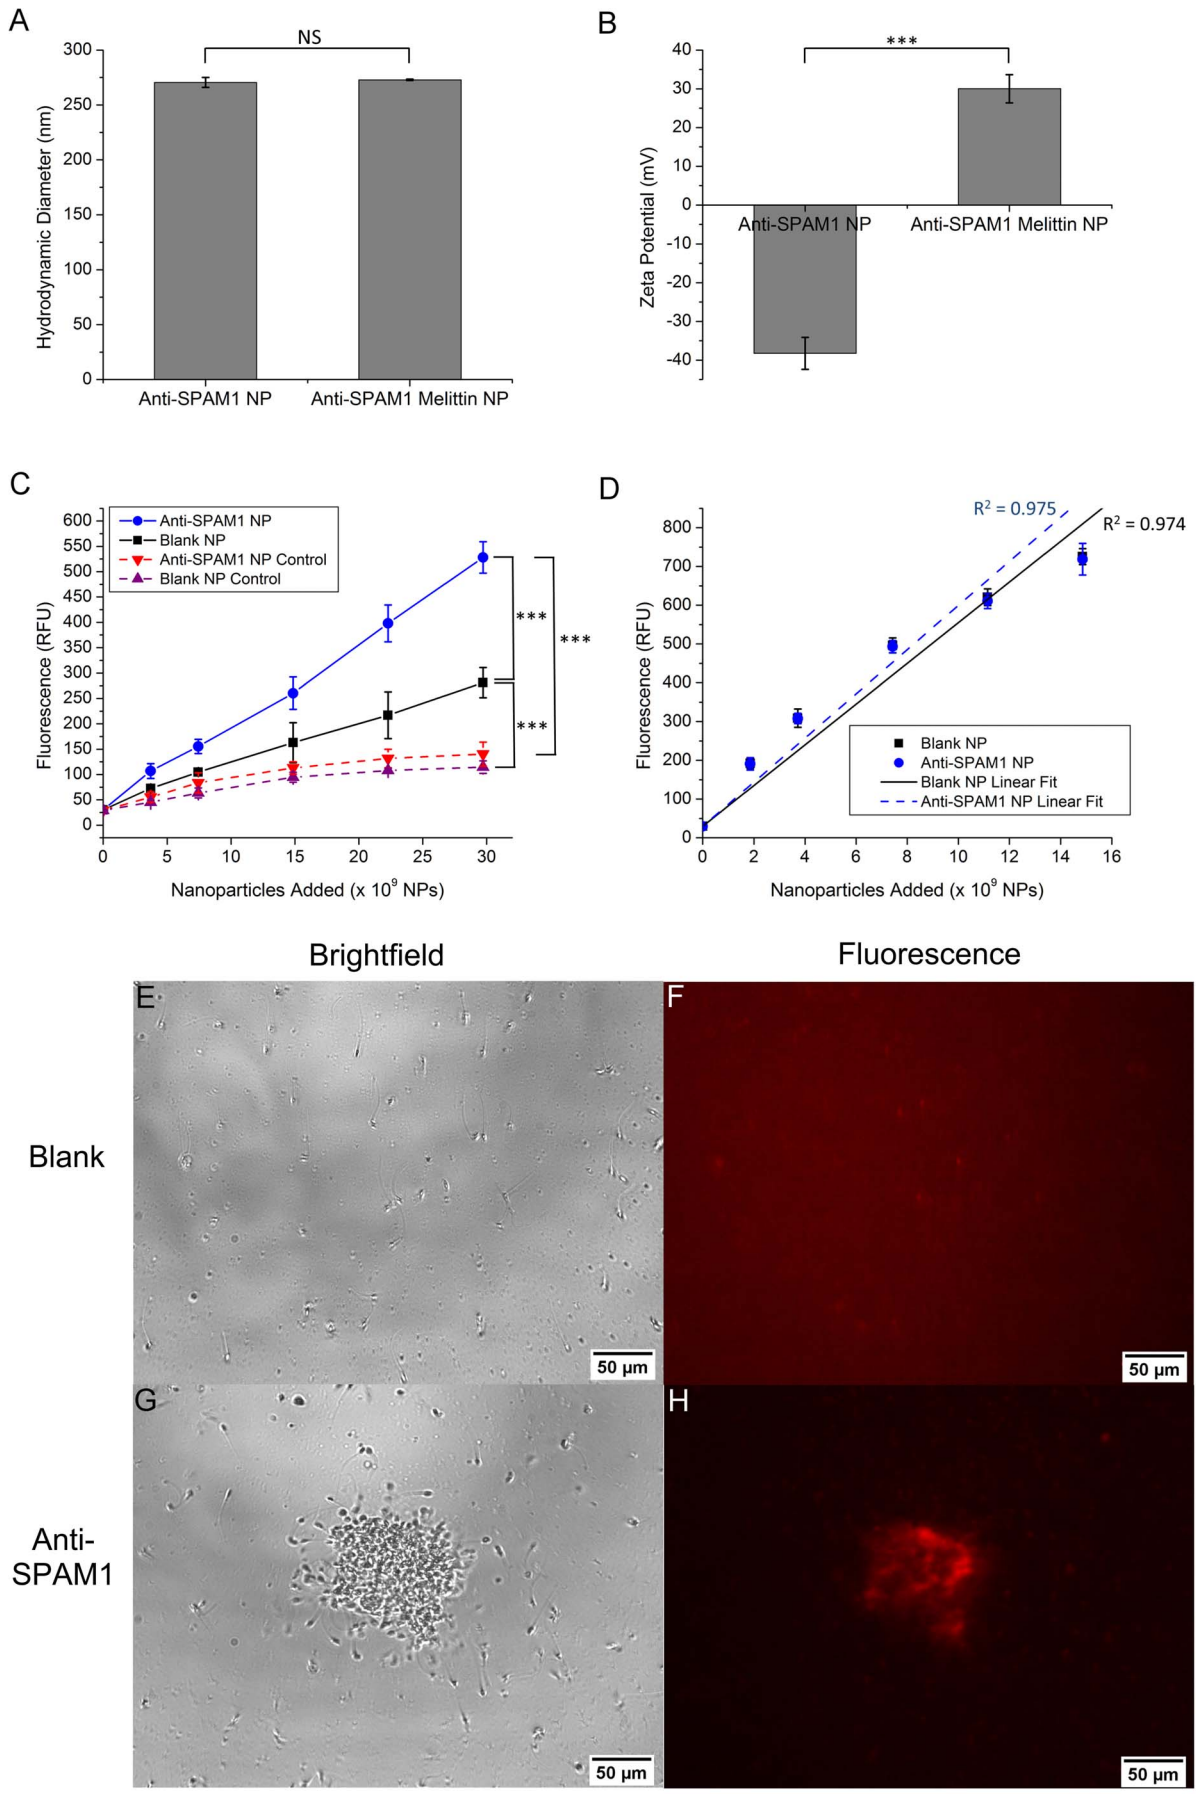 A
NS
300
250
200
150
100
50
0
Hydrodynamic Diameter (nm)
Anti-SPAM1 NP
Anti-SPAM1 Melittin NP
B
***
40
30
20
10
0
-10
-20
-30
-40
Zeta Potential (mV)
Anti-SPAM1 NP
Anti-SPAM1 Melittin NP
C
600
550
500
450
400
350
300
250
200
150
100
50
0
Fluorescence (RFU)
Anti-SPAM1 NP
Blank NP
Anti-SPAM1 NP Control
Blank NP Control
***
***
***
0 5 10 15 20 25 30
Nanoparticles Added (x 10⁹ NPs)
D
R² = 0.975
R² = 0.974
800
700
600
500
400
300
200
100
0
Fluorescence (RFU)
Blank NP
Anti-SPAM1 NP
Blank NP Linear Fit
Anti-SPAM1 NP Linear Fit
0 2 4 6 8 10 12 14 16
Nanoparticles Added (x 10⁹ NPs)
Brightfield
Fluorescence
Blank
E
50 µm
F
50 µm
Anti-
SPAM1
G
50 µm
H
50 µm